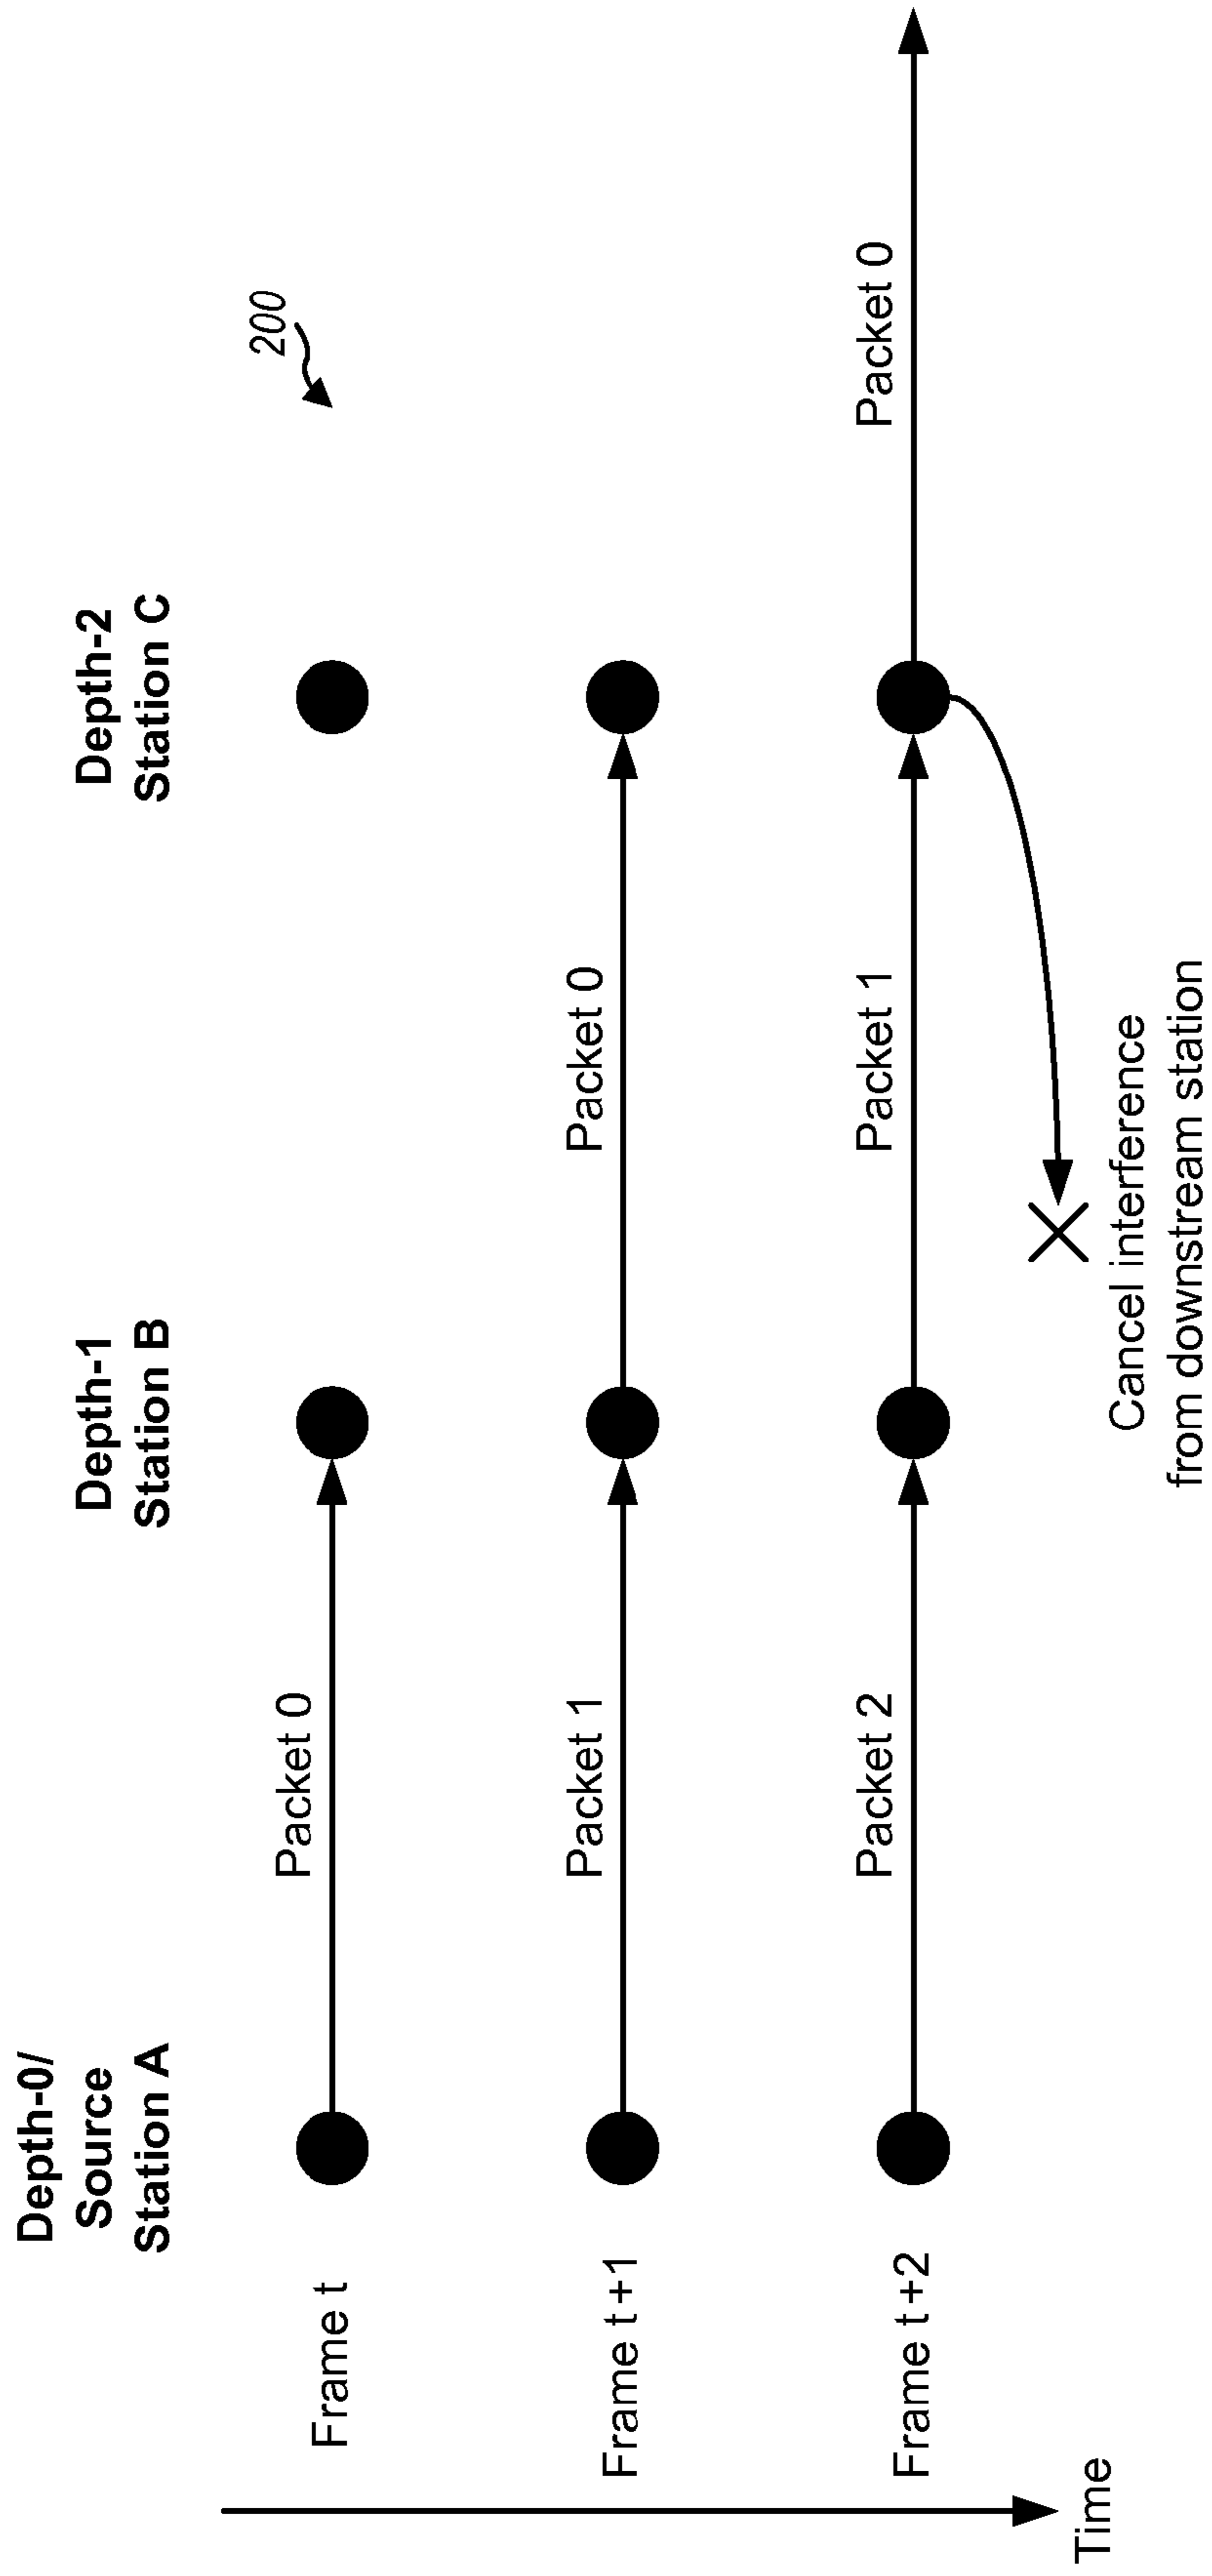 Depth-0/
Source
Station A
Depth-1
Station B
Depth-2
Station C
200
Frame t
Packet 0
Frame t+1
Packet 1
Packet 0
Frame t+2
Packet 2
Packet 1
Packet 0
Cancel interference
from downstream station
Time